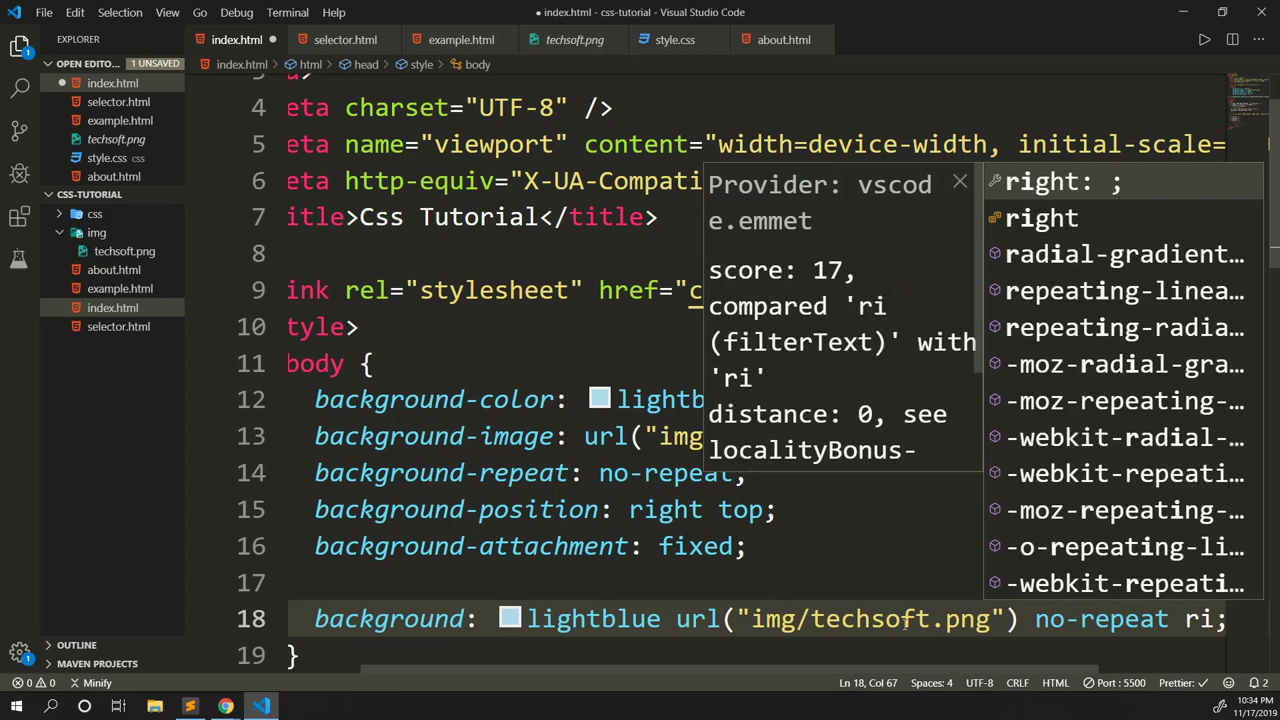 File Edit Selection View Go Debug Terminal Help
● index.html - css-tutorial - Visual Studio Code
EXPLORER
index.html selector.html example.html techsoft.png style.css about.html
OPEN EDITO... 1 UNSAVED
index.html > html > head > style > body
index.html
selector.html
example.html
techsoft.png
style.css css
about.html
CSS-TUTORIAL
css
img
techsoft.png
about.html
example.html
index.html
selector.html
OUTLINE
MAVEN PROJECTS
4 eta charset="UTF-8" />
5 eta name="viewport" content="width=device-width, initial-scale=
6 eta http-equiv="X-UA-Compati
7 itle>Css Tutorial</title>
8
9 ink rel="stylesheet" href="c
10 tyle>
11 body {
12 background-color: lightb
13 background-image: url("img
14 background-repeat: no-repeat;
15 background-position: right top;
16 background-attachment: fixed;
17
18 background: lightblue url("img/techsoft.png") no-repeat ri;
19 }
Provider: vscod
e.emmet
score: 17,
compared 'ri
(filterText)' with
'ri'
distance: 0, see
localityBonus-
right: ;
right
radial-gradient...
repeating-linea...
repeating-radia...
-moz-radial-gra...
-moz-repeating-...
-webkit-radial-...
-webkit-repeati...
-moz-repeating-...
-o-repeating-li...
-webkit-repeati...
0 0 Minify
Ln 18, Col 67 Spaces: 4 UTF-8 CRLF HTML Port : 5500 Prettier: ✓ 2
10:34 PM
11/17/2019